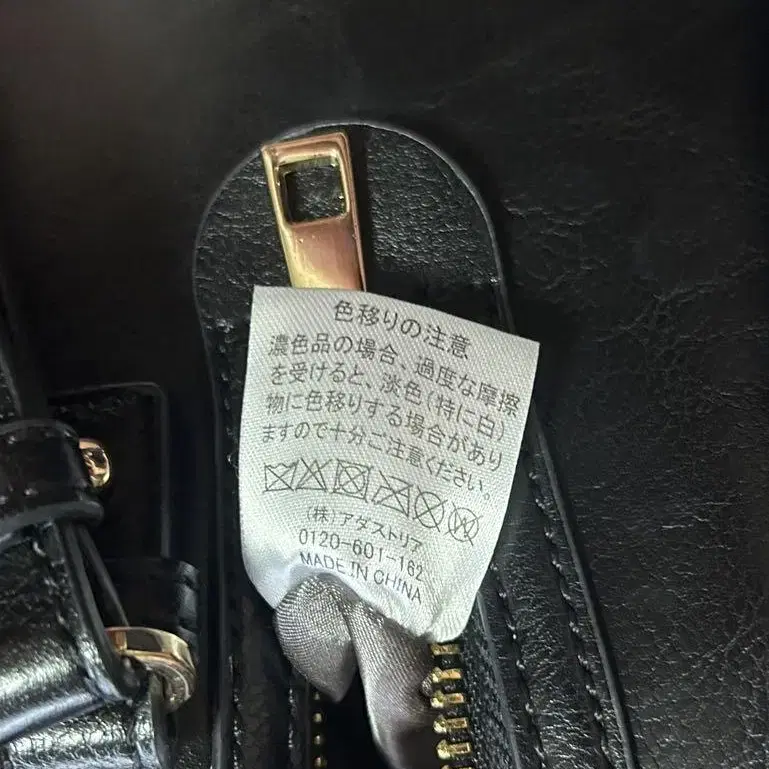 色移りの注意
濃色品の場合、過度な摩擦
を受けると、淡色(特に白)
物に色移りする場合があり
ますので十分ご注意ください。
(株)アダストリア
0120-601-162
MADE IN CHINA